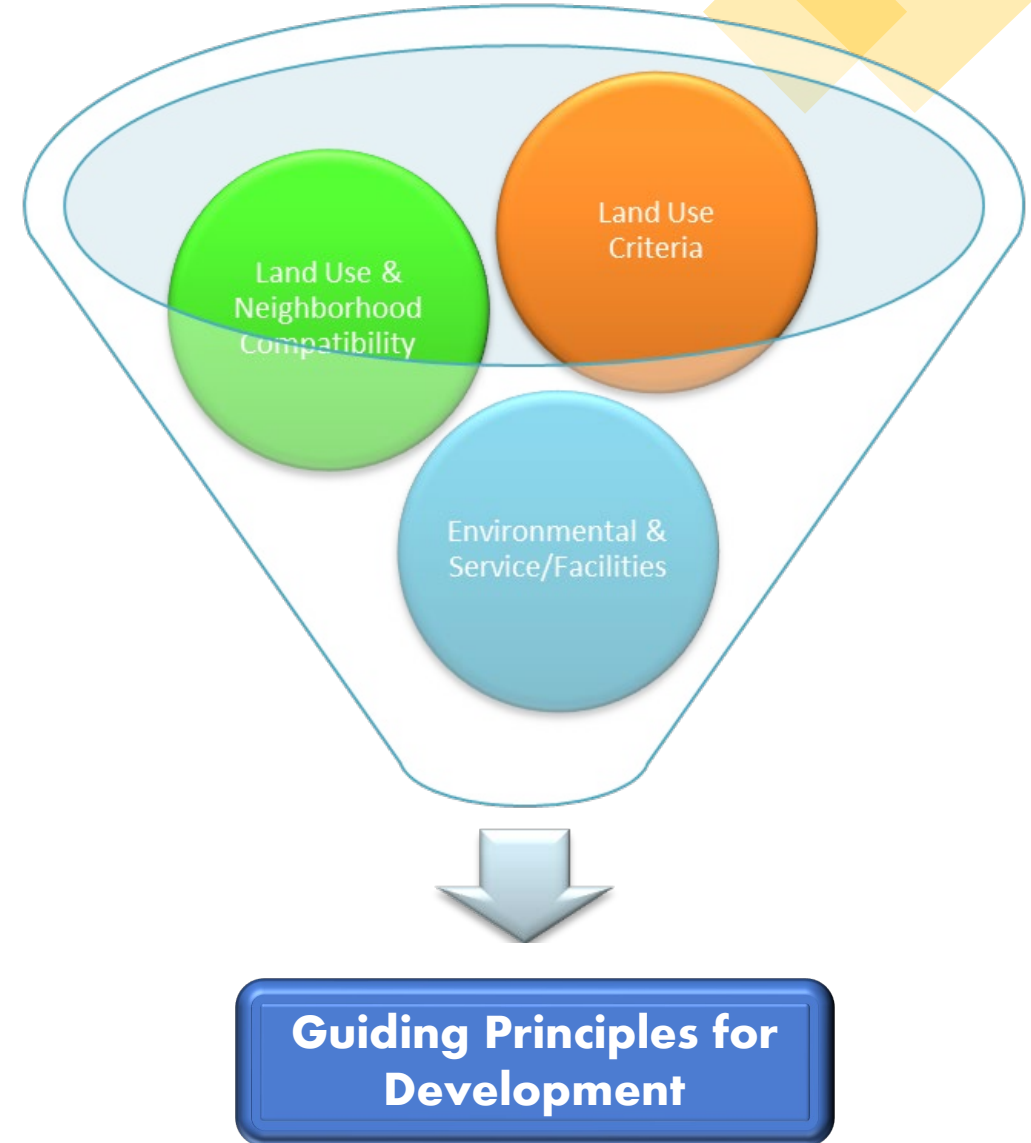 Land Use
Criteria
Land Use &
Neighborhood
Compatibility
Environmental &
Service/Facilities
Guiding Principles for
Development